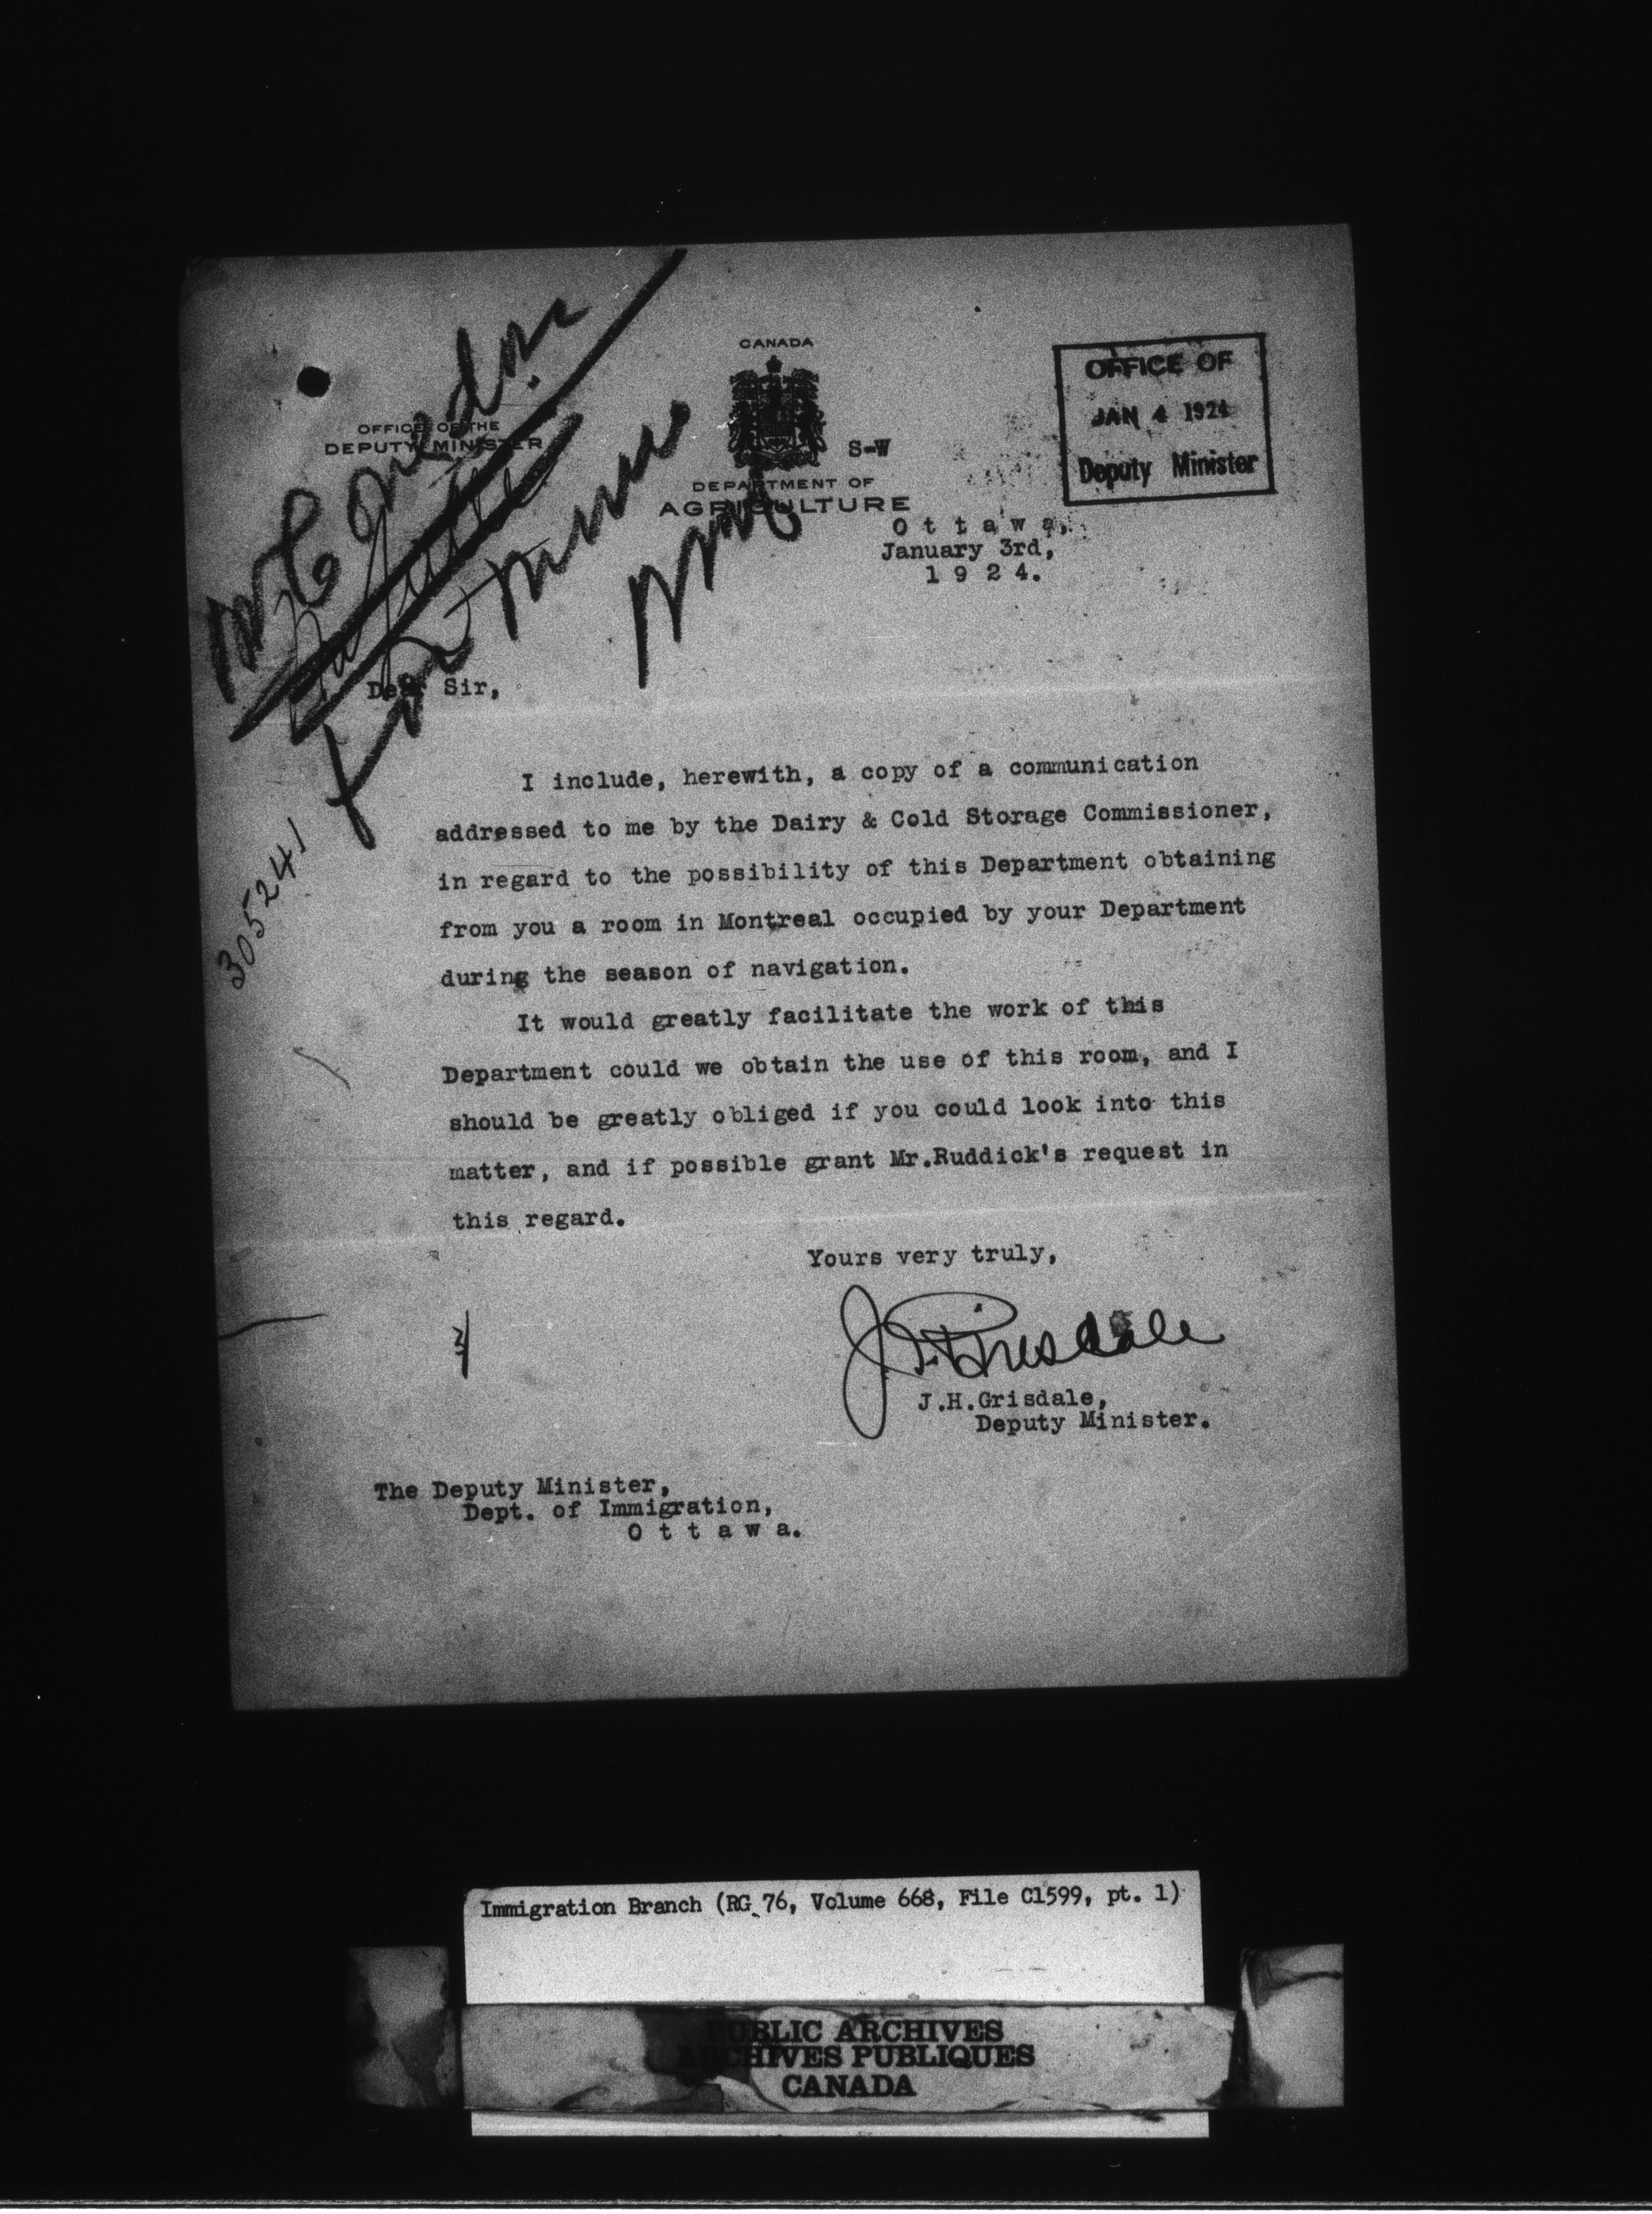 CANADA
OFFICE OF THE
DEPUTY MINISTER
S-W
DEPARTMENT OF
AGRICULTURE
OFFICE OF
JAN 4 1924
Deputy Minister
O t t a w a,
January 3rd,
1 9 2 4.
Dear Sir,
305241
I include, herewith, a copy of a communication
addressed to me by the Dairy & Cold Storage Commissioner,
in regard to the possibility of this Department obtaining
from you a room in Montreal occupied by your Department
during the season of navigation.
It would greatly facilitate the work of this
Department could we obtain the use of this room, and I
should be greatly obliged if you could look into this
matter, and if possible grant Mr.Ruddick's request in
this regard.
Yours very truly,
J.H.Grisdale
J.H.Grisdale,
Deputy Minister.
The Deputy Minister,
Dept. of Immigration,
O t t a w a.
Immigration Branch (RG 76, Volume 668, File C1599, pt. 1)
PUBLIC ARCHIVES
ARCHIVES PUBLIQUES
CANADA